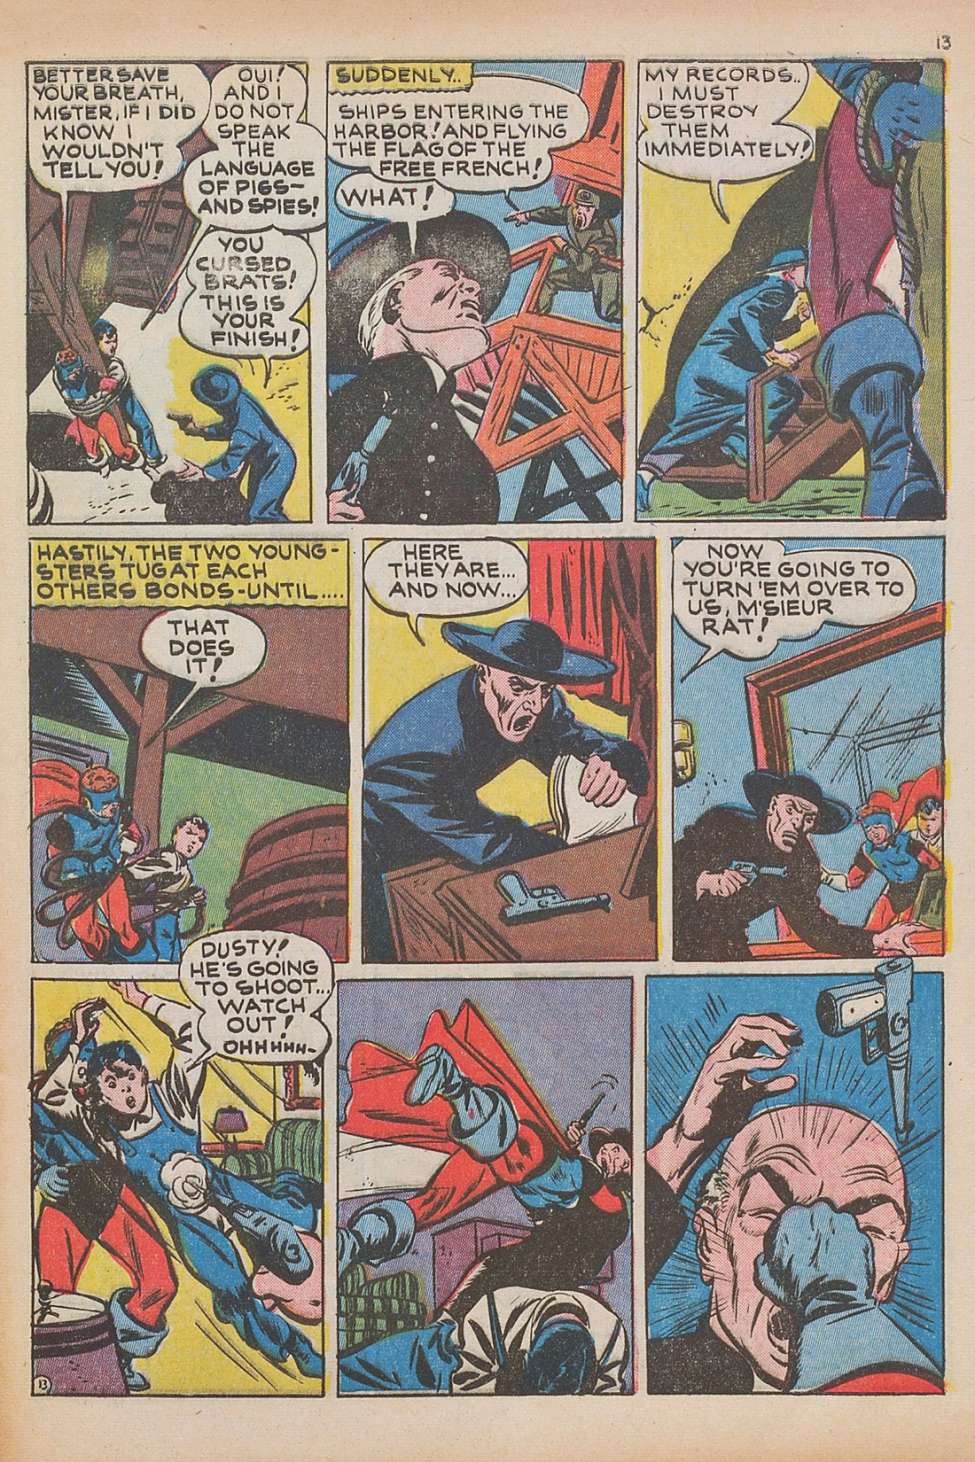 13
BETTER SAVE
YOUR BREATH,
MISTER, IF I DID
KNOW I
WOULDN'T
TELL YOU!
OUI!
AND I
DO NOT
SPEAK
THE
LANGUAGE
OF PIGS-
AND SPIES!
YOU
CURSED
BRATS!
THIS IS
YOUR
FINISH!
SUDDENLY..
SHIPS ENTERING THE
HARBOR! AND FLYING
THE FLAG OF THE
FREE FRENCH!
WHAT!
MY RECORDS..
I MUST
DESTROY
THEM
IMMEDIATELY!
HASTILY, THE TWO YOUNG-
STERS TUG AT EACH
OTHERS BONDS-UNTIL....
THAT
DOES
IT!
HERE
THEY ARE...
AND NOW...
NOW
YOU'RE GOING TO
TURN 'EM OVER TO
US, M'SIEUR
RAT!
DUSTY!
HE'S GOING
TO SHOOT...
WATCH
OUT!
OHHHHN-
13